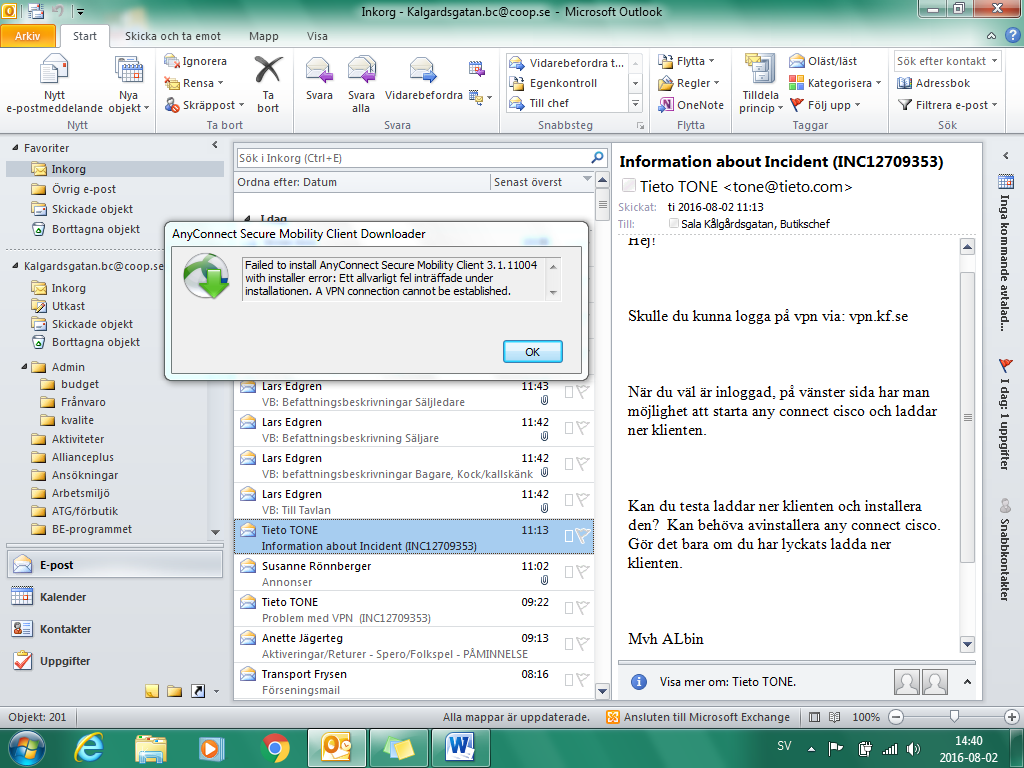 Inkorg - Kalgardsgatan.bc@coop.se - Microsoft Outlook
Arkiv Start Skicka och ta emot Mapp Visa
Nytt e-postmeddelande
Nya objekt
Nytt
Ignorera
Rensa
Skräppost
Ta bort
Ta bort
Svara
Svara alla
Vidarebefordra
Svara
Vidarebefordra t...
Egenkontroll
Till chef
Snabbsteg
Flytta
Regler
OneNote
Flytta
Tilldela princip
Oläst/läst
Kategorisera
Följ upp
Taggar
Sök efter kontakt
Adressbok
Filtrera e-post
Sök
Favoriter
Inkorg
Övrig e-post
Skickade objekt
Borttagna objekt
Kalgardsgatan.bc@coop.se
Inkorg
Utkast
Skickade objekt
Borttagna objekt
Admin
budget
Frånvaro
kvalite
Aktiviteter
Allianceplus
Ansökningar
Arbetsmiljö
ATG/förbutik
BE-programmet
E-post
Kalender
Kontakter
Uppgifter
Sök i Inkorg (Ctrl+E)
Ordna efter: Datum Senast överst
I dag
AnyConnect Secure Mobility Client Downloader
Failed to install AnyConnect Secure Mobility Client 3.1.11004
with installer error: Ett allvarligt fel inträffade under
installationen. A VPN connection cannot be established.
OK
Lars Edgren 11:43
VB: Befattningsbeskrivningar Säljledare
Lars Edgren 11:42
VB: Befattningsbeskrivning Säljare
Lars Edgren 11:42
VB: befattningsbeskrivningar Bagare, Kock/kallskänk
Lars Edgren 11:42
VB: Till Tavlan
Tieto TONE 11:13
Information about Incident (INC12709353)
Susanne Rönnberger 11:02
Annonser
Tieto TONE 09:22
Problem med VPN (INC12709353)
Anette Jägerteg 09:13
Aktiveringar/Returer - Spero/Folkspel - PÅMINNELSE
Transport Frysen 08:16
Förseningsmail
Information about Incident (INC12709353)
Tieto TONE <tone@tieto.com>
Skickat: ti 2016-08-02 11:13
Till: Sala Kålgårdsgatan, Butikschef
Hej!
Skulle du kunna logga på vpn via: vpn.kf.se
När du väl är inloggad, på vänster sida har man
möjlighet att starta any connect cisco och laddar
ner klienten.
Kan du testa laddar ner klienten och installera
den? Kan behöva avinstallera any connect cisco.
Gör det bara om du har lyckats ladda ner
klienten.
Mvh ALbin
Visa mer om: Tieto TONE.
Inga kommande avtalad...
I dag: 1 uppgifter
Snabbkontakter
Objekt: 201 Alla mappar är uppdaterade. Ansluten till Microsoft Exchange 100%
SV 14:40
2016-08-02